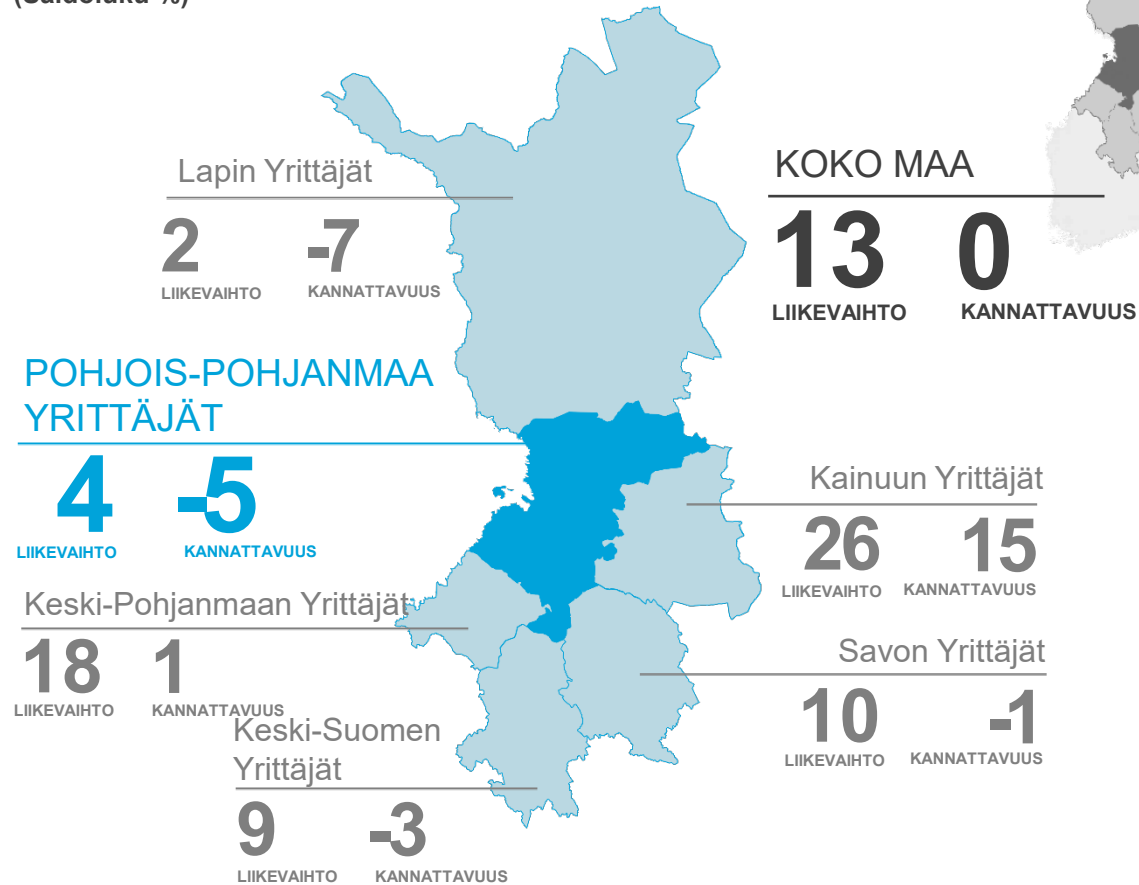 (Saldoluku %)
Lapin Yrittäjät
2 -7
LIIKEVAIHTO KANNATTAVUUS
KOKO MAA
13 0
LIIKEVAIHTO KANNATTAVUUS
POHJOIS-POHJANMAA
YRITTÄJÄT
4 -5
LIIKEVAIHTO KANNATTAVUUS
Kainuun Yrittäjät
26 15
LIIKEVAIHTO KANNATTAVUUS
Keski-Pohjanmaan Yrittäjät
18 1
LIIKEVAIHTO KANNATTAVUUS
Savon Yrittäjät
10 -1
LIIKEVAIHTO KANNATTAVUUS
Keski-Suomen
Yrittäjät
9 -3
LIIKEVAIHTO KANNATTAVUUS